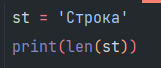 st = 'Строка'
print(len(st))